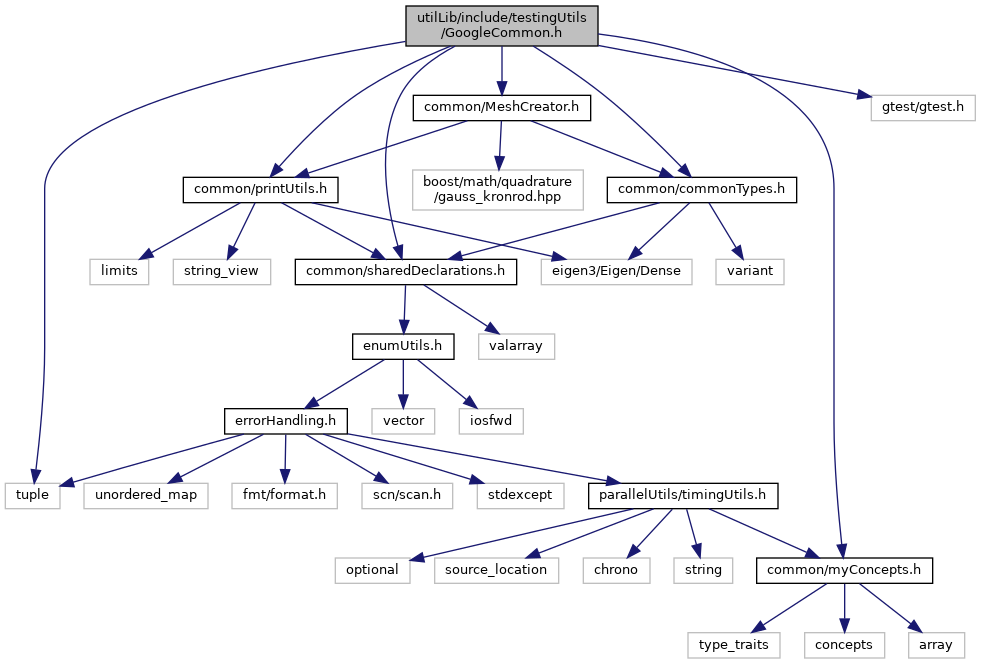 utilLib/include/testingUtils
/GoogleCommon.h
common/MeshCreator.h
gtest/gtest.h
common/printUtils.h
boost/math/quadrature
/gauss_kronrod.hpp
common/commonTypes.h
limits
string_view
common/sharedDeclarations.h
eigen3/Eigen/Dense
variant
enumUtils.h
valarray
errorHandling.h
vector
iosfwd
tuple
unordered_map
fmt/format.h
scn/scan.h
stdexcept
parallelUtils/timingUtils.h
optional
source_location
chrono
string
common/myConcepts.h
type_traits
concepts
array